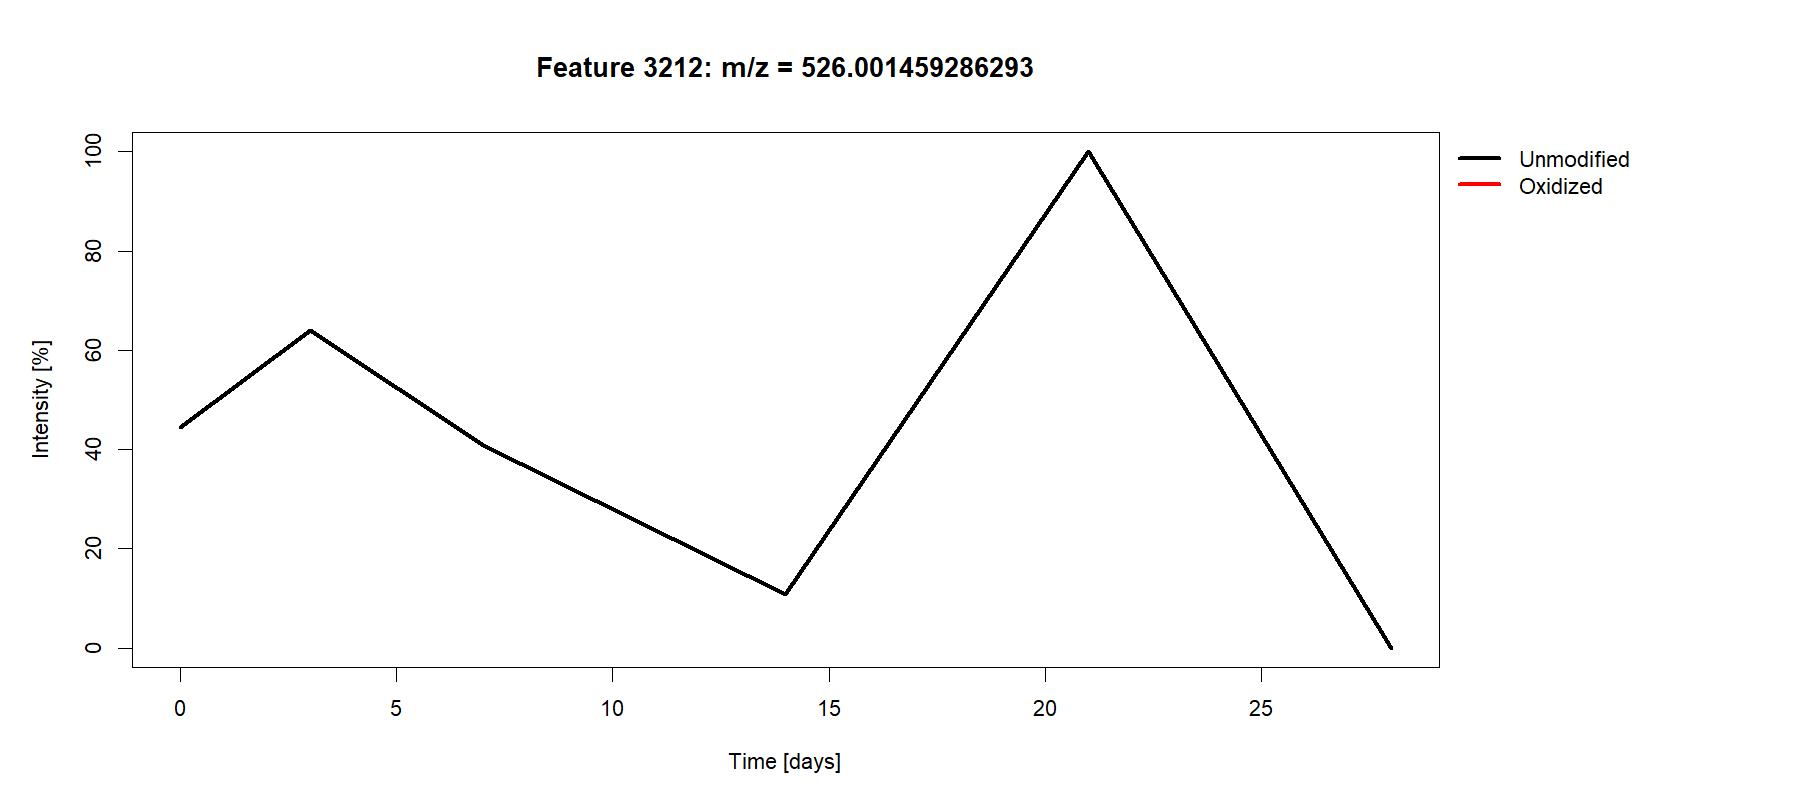 Feature 3212: m/z = 526.001459286293
Unmodified
Oxidized
Intensity [%]
100
80
60
40
20
0
0 5 10 15 20 25
Time [days]